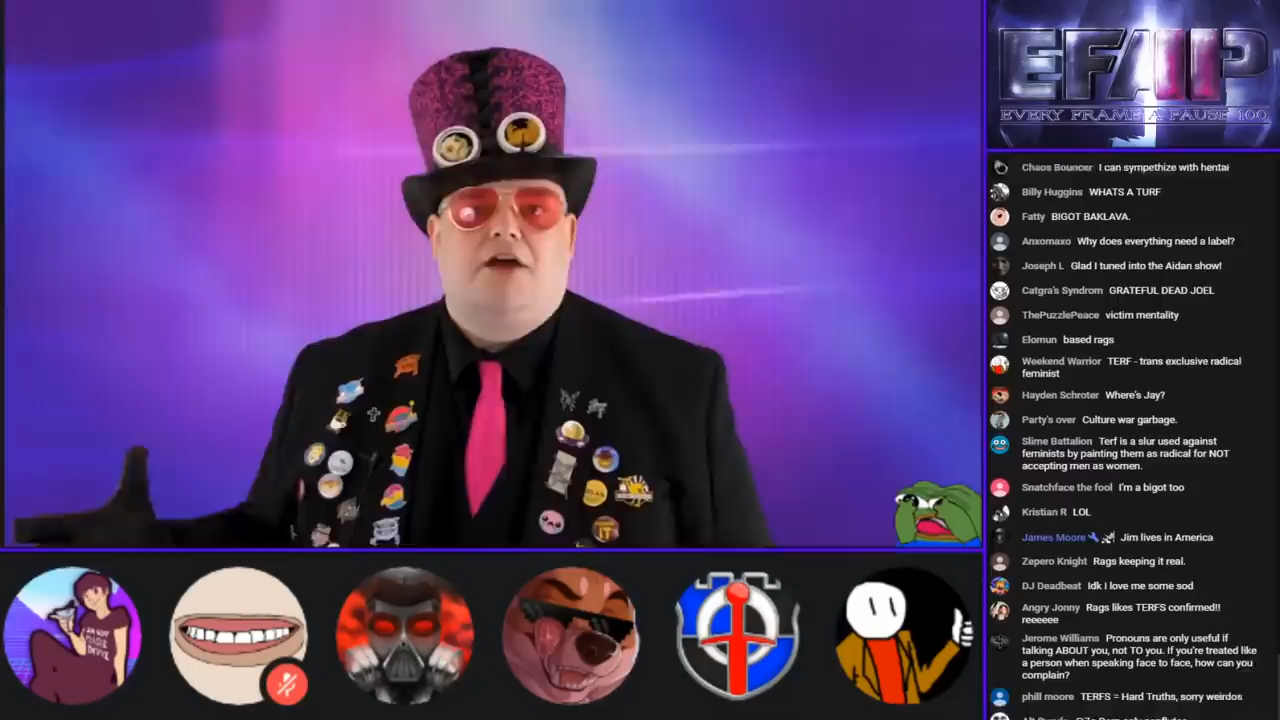 EFAP
EVERY FRAME A PAUSE 100
Chaos Bouncer I can sympethize with hentai
Billy Huggins WHATS A TURF
Fatty BIGOT BAKLAVA.
Anxomaxo Why does everything need a label?
Joseph L Glad I tuned into the Aidan show!
Catgra's Syndrom GRATEFUL DEAD JOEL
ThePuzzlePeace victim mentality
Elomun based rags
Weekend Warrior TERF - trans exclusive radical
feminist
Hayden Schroter Where's Jay?
Party's over Culture war garbage.
Slime Battalion Terf is a slur used against
feminists by painting them as radical for NOT
accepting men as women.
Snatchface the fool I'm a bigot too
Kristian R LOL
James Moore Jim lives in America
Zepero Knight Rags keeping it real.
DJ Deadbeat Idk I love me some sod
Angry Jonny Rags likes TERFS confirmed!!
reeeeee
Jerome Williams Pronouns are only useful if
talking ABOUT you, not TO you. If you're treated like
a person when speaking face to face, how can you
complain?
phill moore TERFS = Hard Truths, sorry weirdos